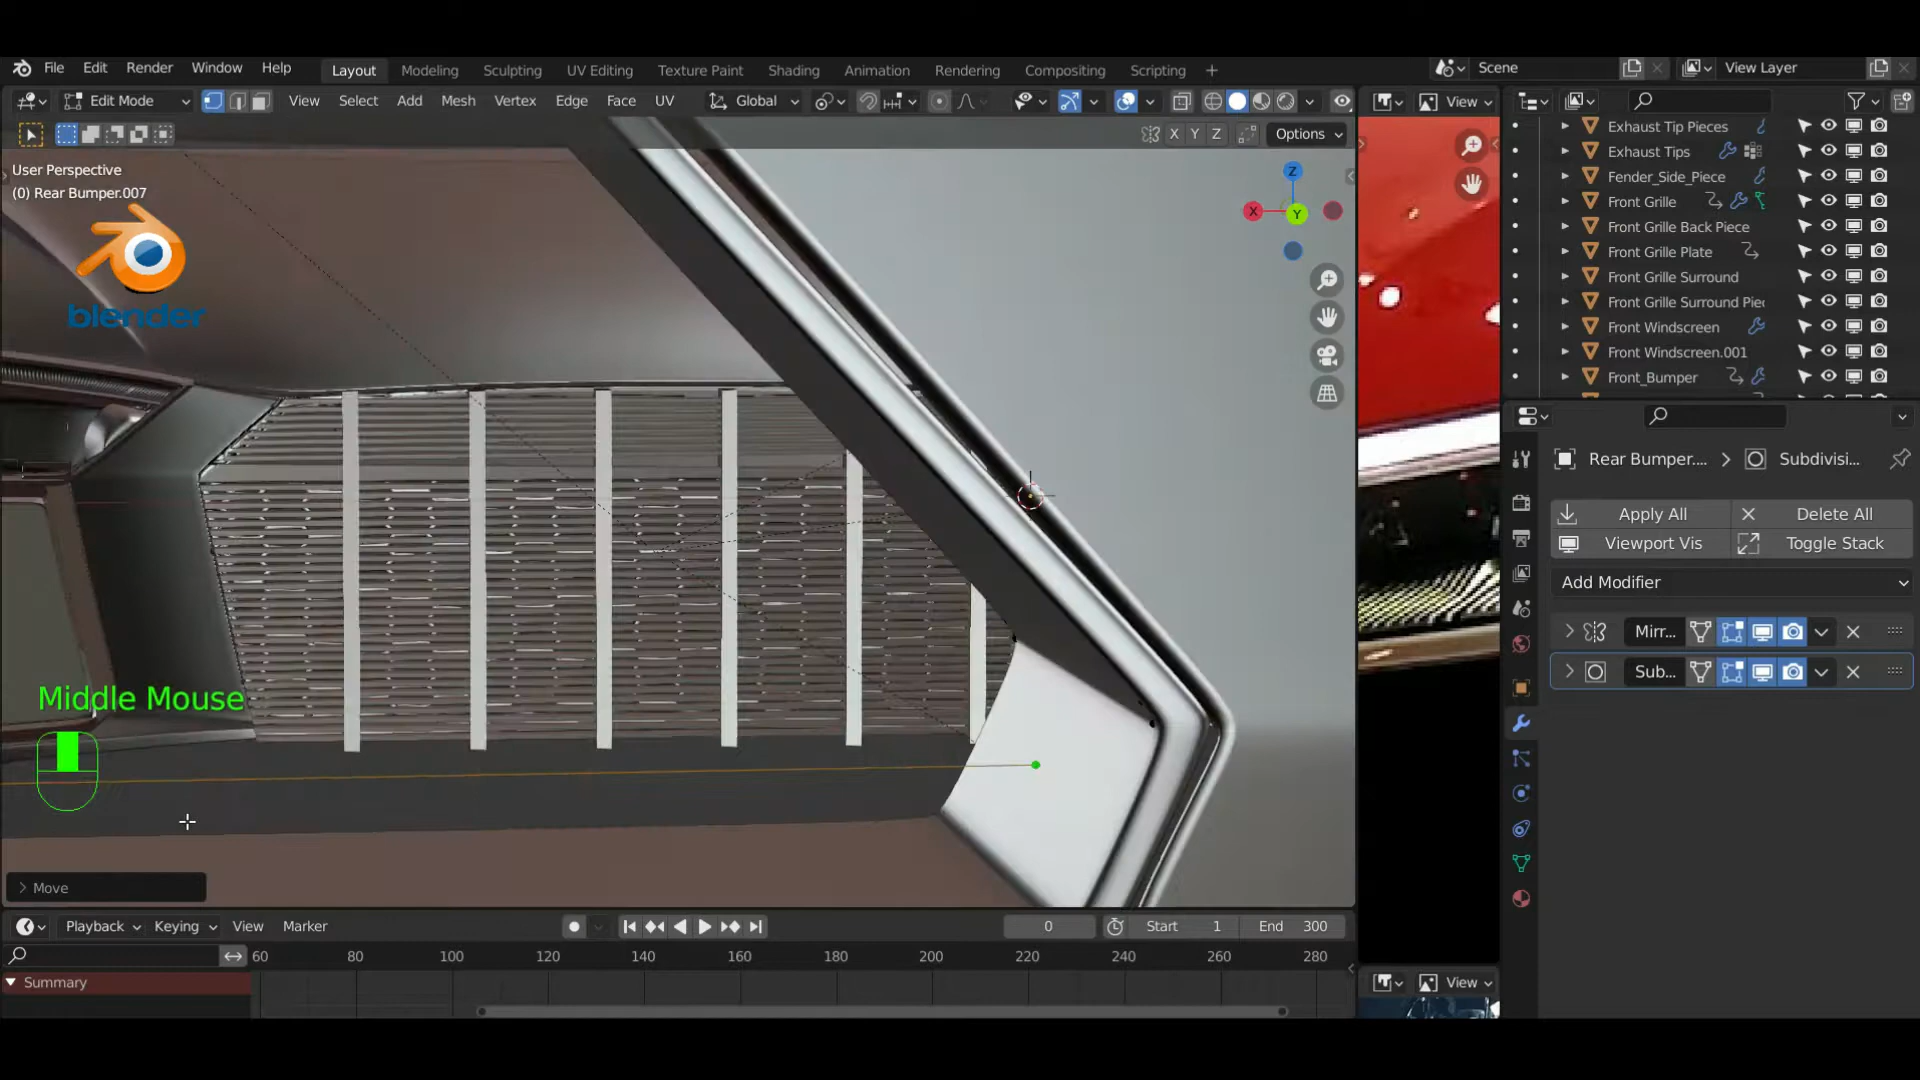 File Edit Render Window Help Layout Modeling Sculpting UV Editing Texture Paint Shading Animation Rendering Compositing Scripting + Scene View Layer
Edit Mode View Select Add Mesh Vertex Edge Face UV Global View
X Y Z Options
User Perspective
(0) Rear Bumper.007
blender
Z
X
Y
Middle Mouse
Move
Exhaust Tip Pieces
Exhaust Tips
Fender_Side_Piece
Front Grille
Front Grille Back Piece
Front Grille Plate
Front Grille Surround
Front Grille Surround Pie
Front Windscreen
Front Windscreen.001
Front_Bumper
Rear Bumper.... Subdivisi...
Apply All Delete All
Viewport Vis Toggle Stack
Add Modifier
Mirr...
Sub...
Playback Keying View Marker 0 Start 1 End 300
60 80 100 120 140 160 180 200 220 240 260 280
Summary
View